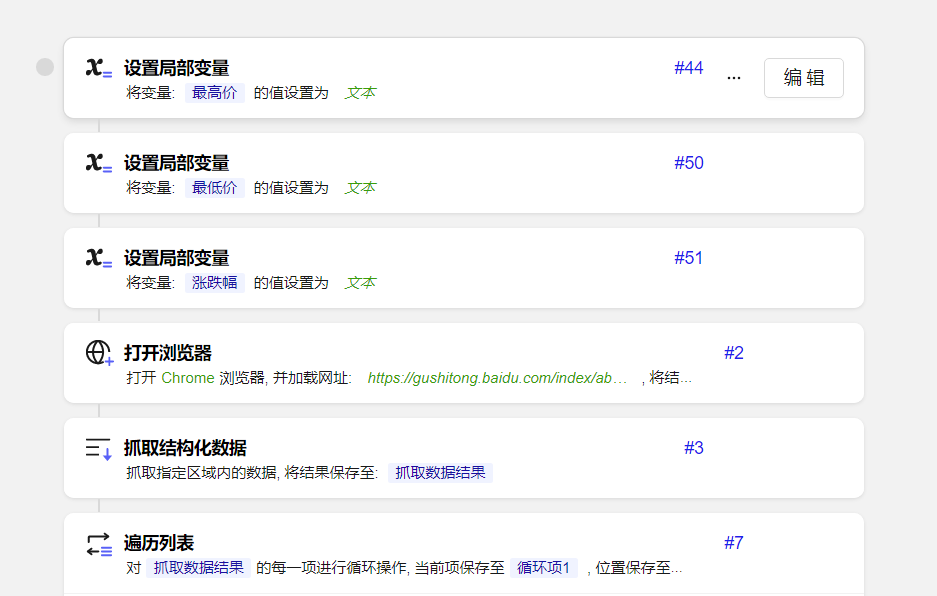 设置局部变量 #44 ... 编辑
将变量: 最高价 的值设置为 文本
设置局部变量 #50
将变量: 最低价 的值设置为 文本
设置局部变量 #51
将变量: 涨跌幅 的值设置为 文本
打开浏览器 #2
打开 Chrome 浏览器, 并加载网址: https://gushitong.baidu.com/index/ab... , 将结...
抓取结构化数据 #3
抓取指定区域内的数据, 将结果保存至: 抓取数据结果
遍历列表 #7
对 抓取数据结果 的每一项进行循环操作, 当前项保存至 循环项1 , 位置保存至...